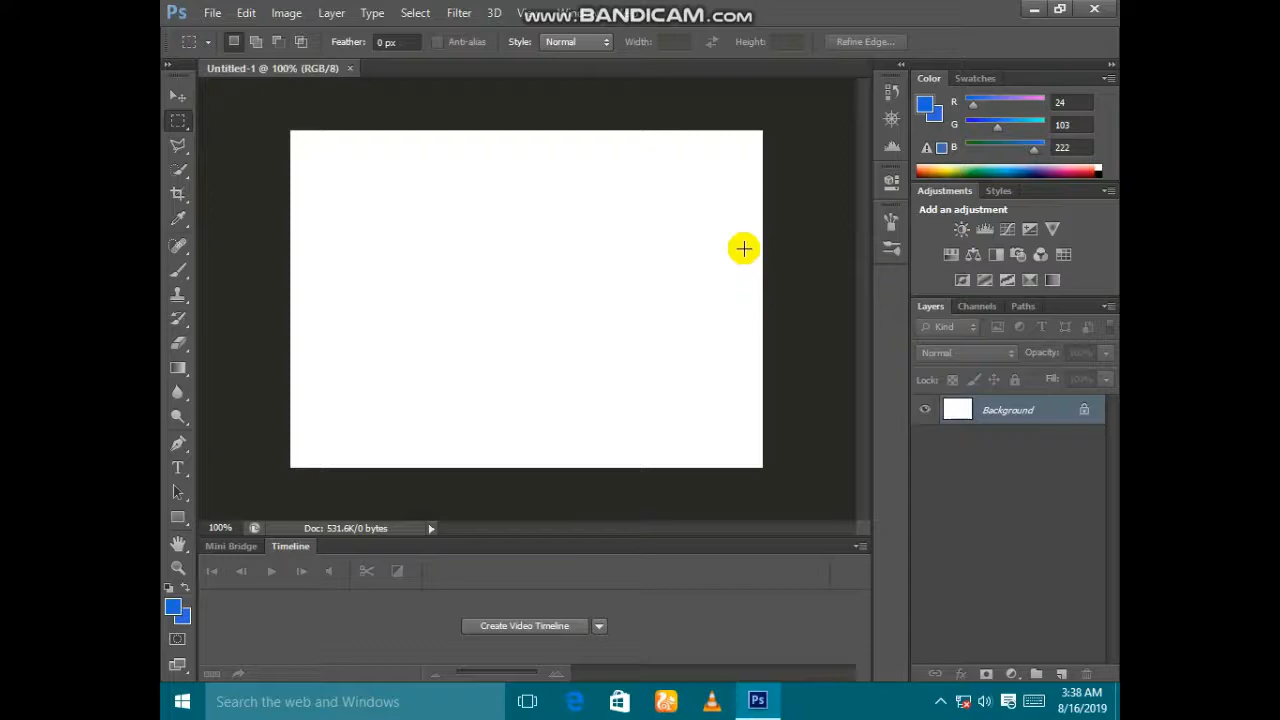 Ps File Edit Image Layer Type Select Filter 3D
www.BANDICAM.com
Feather: 0 px Anti-alias Style: Normal Width: Height: Refine Edge...
Untitled-1 @ 100% (RGB/8) ×
Color Swatches
R 24
G 103
B 222
Adjustments Styles
Add an adjustment
Layers Channels Paths
Kind
Normal Opacity: 100%
Lock: Fill: 100%
Background
100% Doc: 531.6K/0 bytes
Mini Bridge Timeline
Create Video Timeline
Search the web and Windows
Ps
3:38 AM
8/16/2019